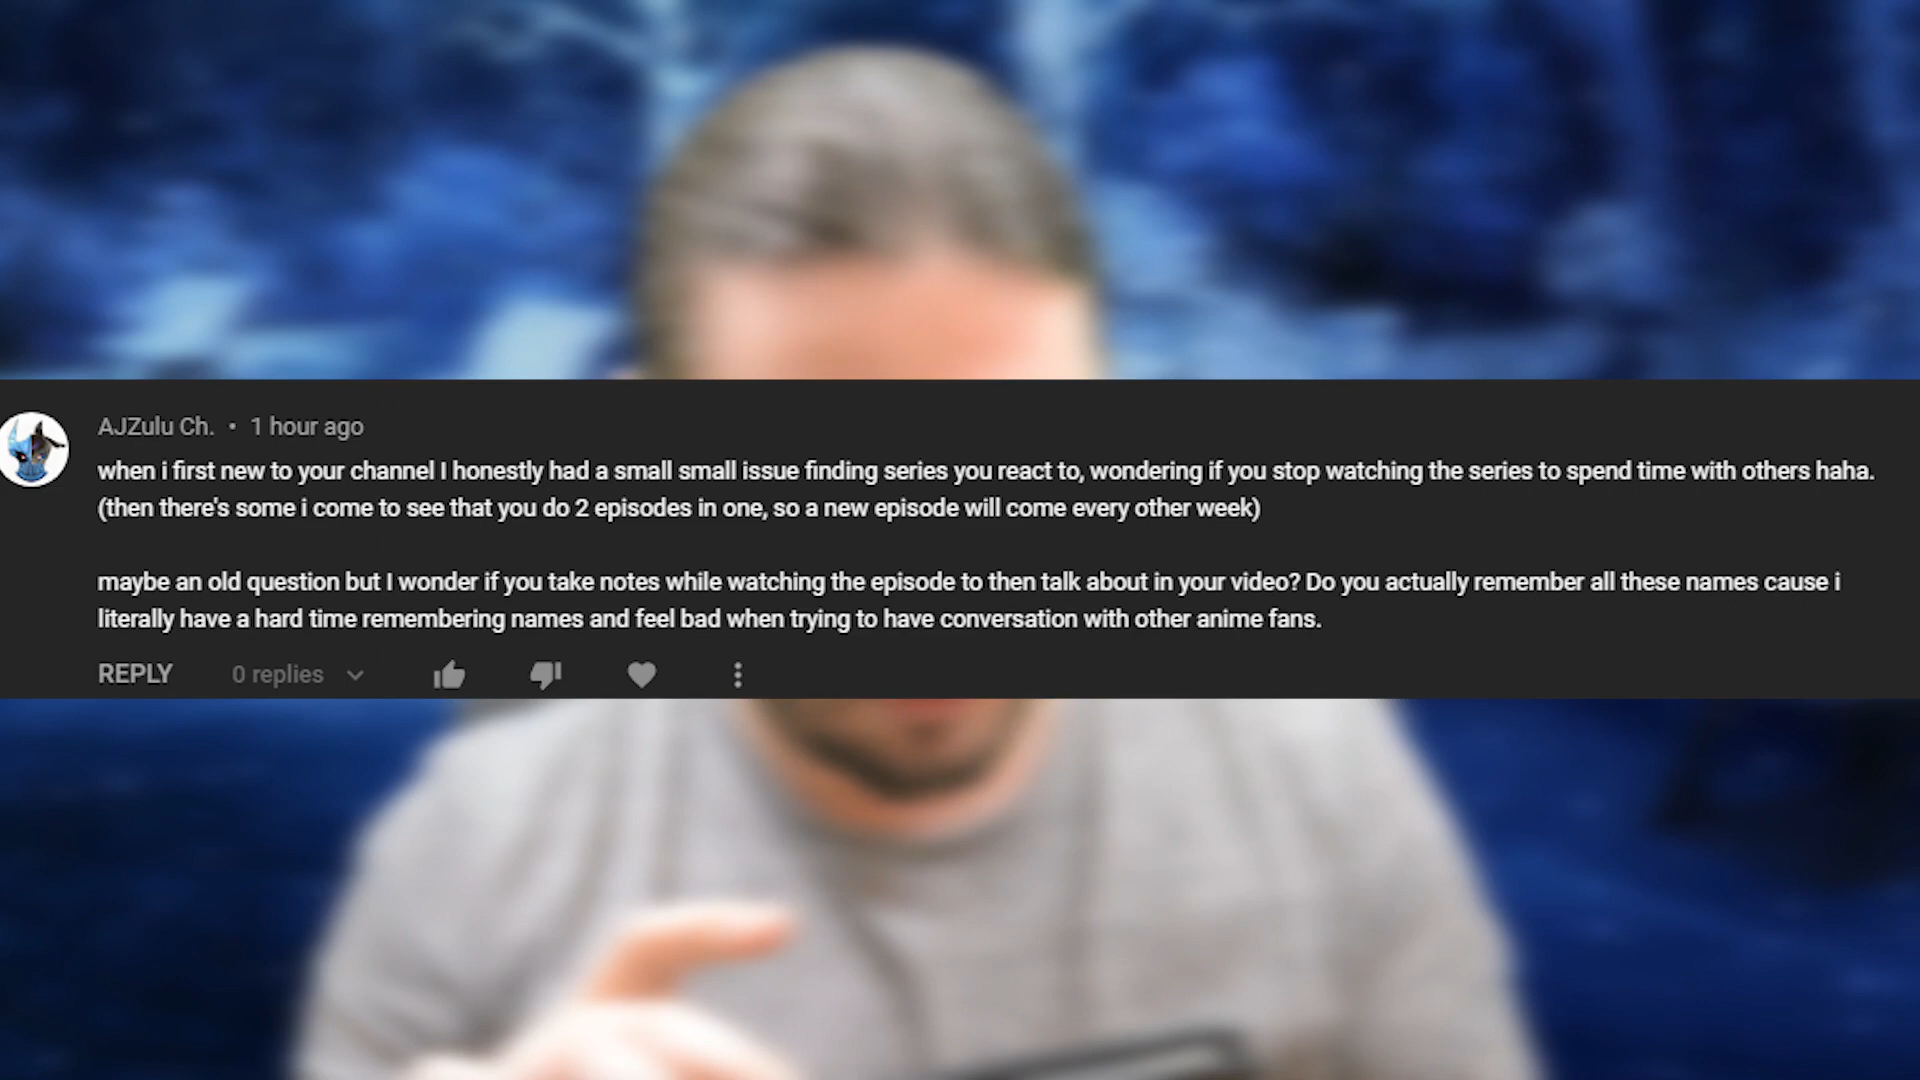 AJZulu Ch. • 1 hour ago
when i first new to your channel I honestly had a small small issue finding series you react to, wondering if you stop watching the series to spend time with others haha.
(then there's some i come to see that you do 2 episodes in one, so a new episode will come every other week)
maybe an old question but I wonder if you take notes while watching the episode to then talk about in your video? Do you actually remember all these names cause i
literally have a hard time remembering names and feel bad when trying to have conversation with other anime fans.
REPLY 0 replies